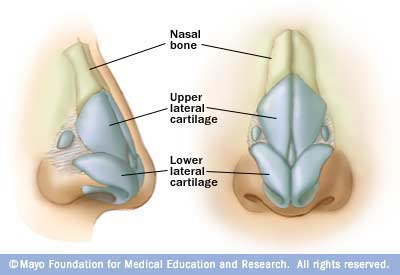 Nasal
bone
Upper
lateral
cartilage
Lower
lateral
cartilage
©Mayo Foundation for Medical Education and Research. All rights reserved.